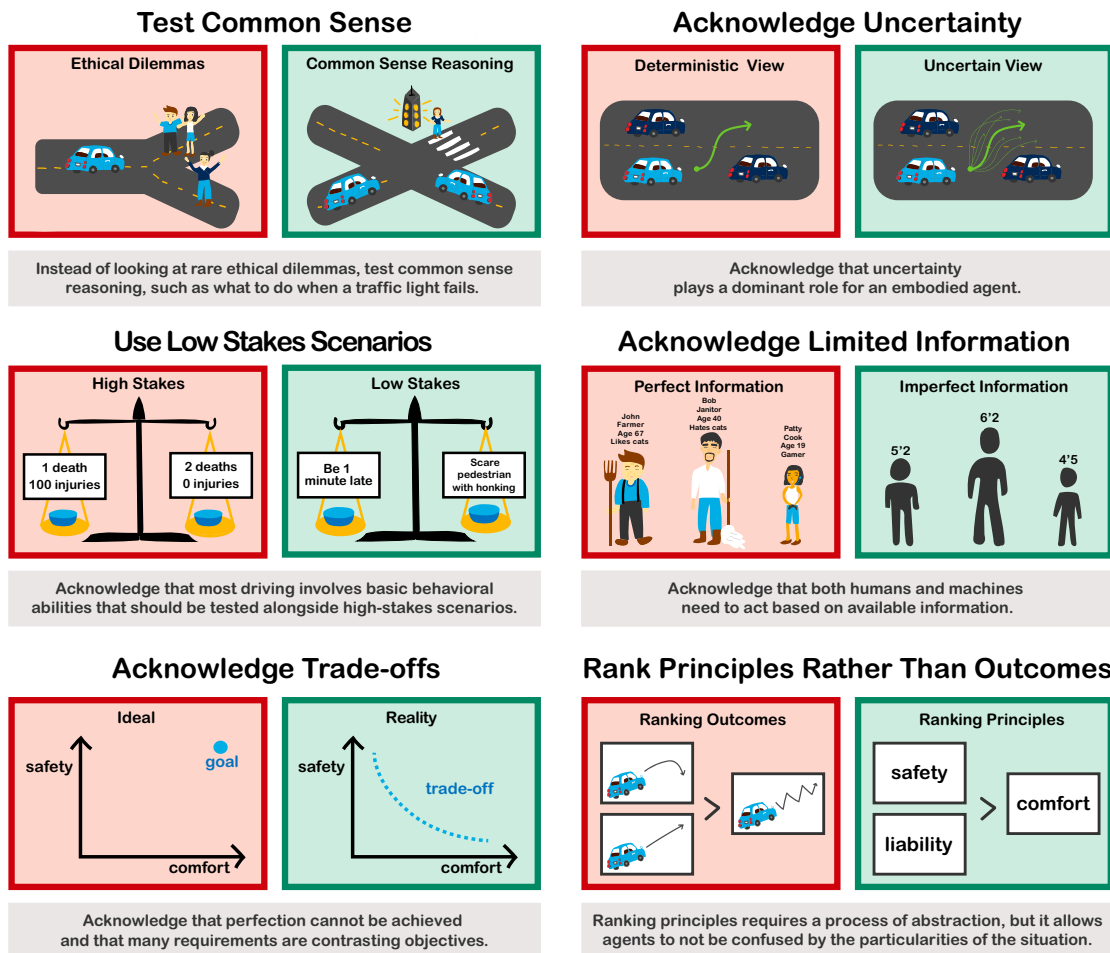 Test Common Sense
Ethical Dilemmas
Common Sense Reasoning
Instead of looking at rare ethical dilemmas, test common sense
reasoning, such as what to do when a traffic light fails.
Acknowledge Uncertainty
Deterministic View
Uncertain View
Acknowledge that uncertainty
plays a dominant role for an embodied agent.
Use Low Stakes Scenarios
High Stakes
1 death
100 injuries
2 deaths
0 injuries
Low Stakes
Be 1
minute late
Scare
pedestrian
with honking
Acknowledge that most driving involves basic behavioral
abilities that should be tested alongside high-stakes scenarios.
Acknowledge Limited Information
Perfect Information
John
Farmer
Age 67
Likes cats
Bob
Janitor
Age 40
Hates cats
Patty
Cook
Age 19
Gamer
Imperfect Information
5'2
6'2
4'5
Acknowledge that both humans and machines
need to act based on available information.
Acknowledge Trade-offs
Ideal
safety
goal
comfort
Reality
safety
trade-off
comfort
Acknowledge that perfection cannot be achieved
and that many requirements are contrasting objectives.
Rank Principles Rather Than Outcomes
Ranking Outcomes
>
Ranking Principles
safety
liability
>
comfort
Ranking principles requires a process of abstraction, but it allows
agents to not be confused by the particularities of the situation.